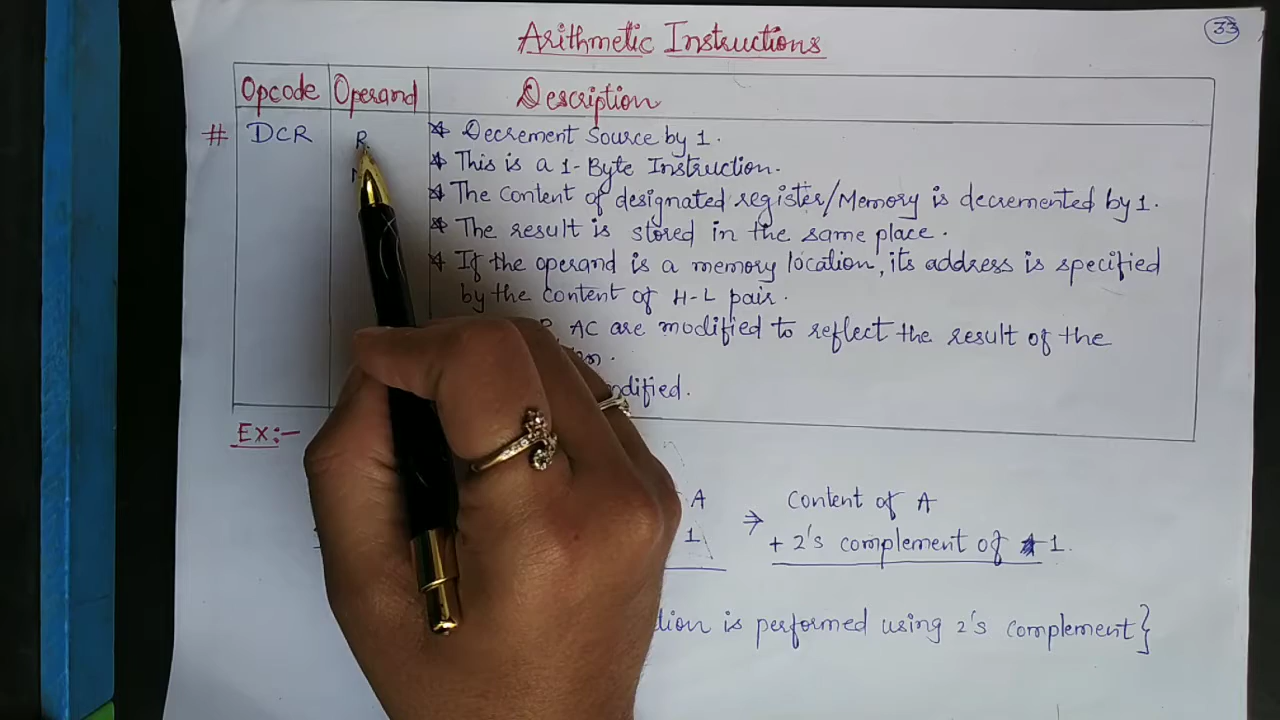 33
Arithmetic Instructions
Opcode Operand Description
# DCR R * Decrement Source by 1.
* This is a 1-Byte Instruction.
* The content of designated register/Memory is decremented by 1.
* The result is stored in the same place.
* If the operand is a memory location, its address is specified
by the content of H-L pair.
P, AC are modified to reflect the result of the
modified.
Ex:-
A ⇒ Content of A
1 + 2's complement of 1.
is performed using 2's complement}